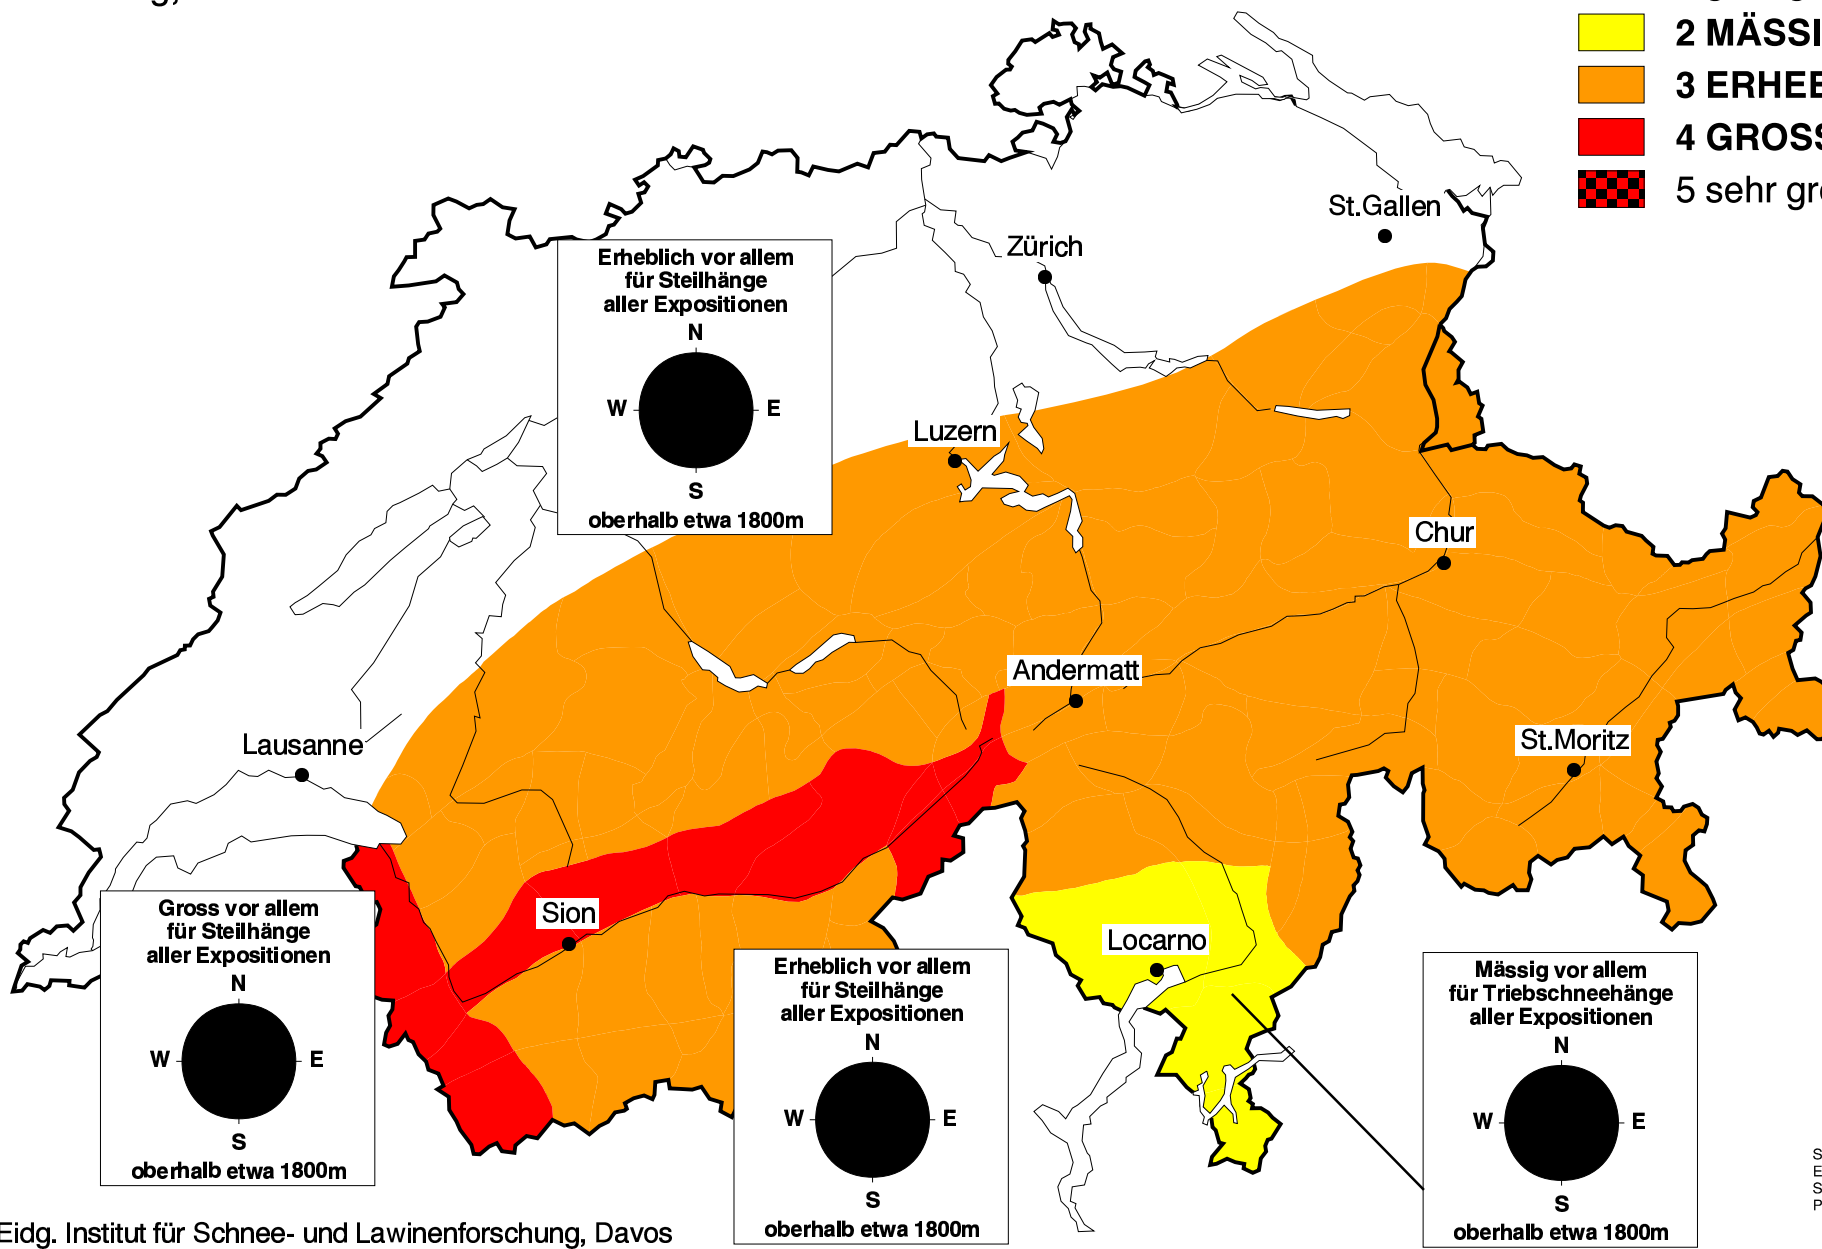 2 MÄSSI
3 ERHEB
4 GROSS
5 sehr gro
St.Gallen
Zürich
Erheblich vor allem
für Steilhänge
aller Expositionen
N
W E
S
oberhalb etwa 1800m
Luzern
Chur
Andermatt
St.Moritz
Lausanne
Sion
Locarno
Gross vor allem
für Steilhänge
aller Expositionen
N
W E
S
oberhalb etwa 1800m
Erheblich vor allem
für Steilhänge
aller Expositionen
N
W E
S
oberhalb etwa 1800m
Mässig vor allem
für Triebschneehänge
aller Expositionen
N
W E
S
oberhalb etwa 1800m
S
E
S
P
Eidg. Institut für Schnee- und Lawinenforschung, Davos